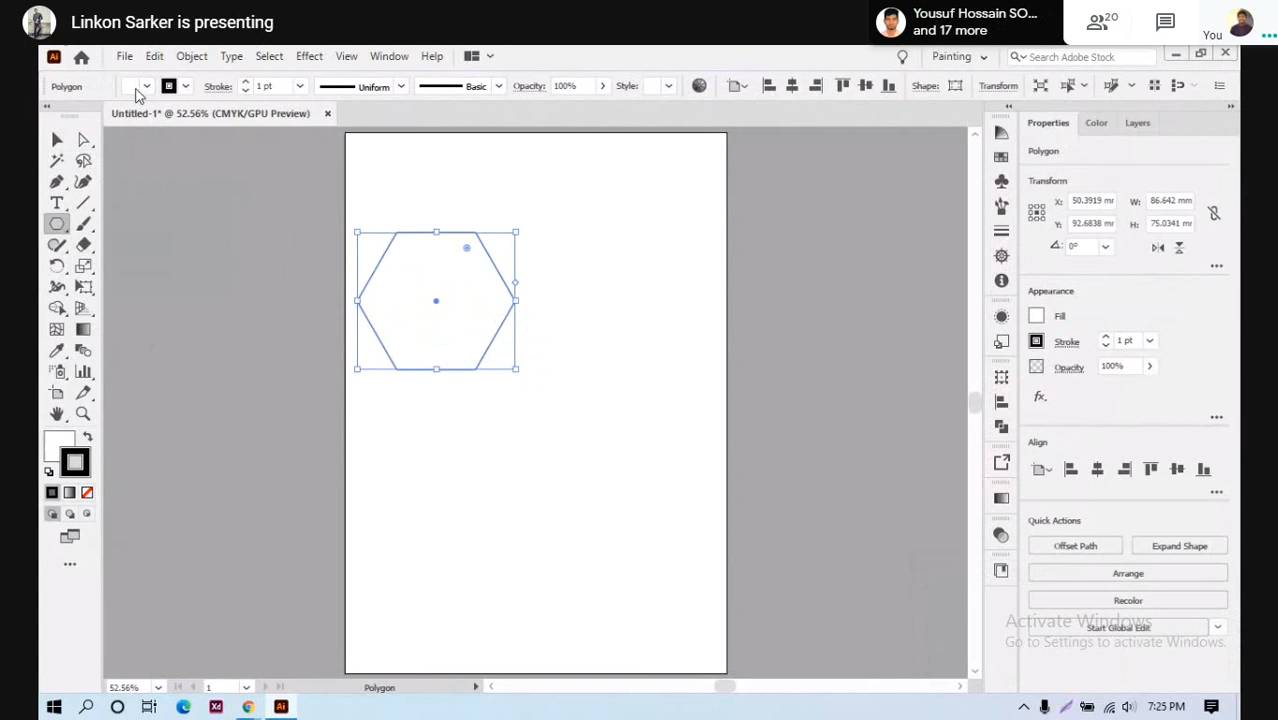 Linkon Sarker is presenting
Yousuf Hossain SO...
and 17 more
20
You
Ai
File Edit Object Type Select Effect View Window Help
Painting
Search Adobe Stock
Polygon
Stroke:
1 pt
Uniform
Basic
Opacity:
100%
Style:
Shape:
Transform
Untitled-1* @ 52.56% (CMYK/GPU Preview)
×
Properties
Color
Layers
Polygon
Transform
X:
50.3919 mm
W:
86.642 mm
Y:
92.6838 mm
H:
75.0341 mm
0°
Appearance
Fill
Stroke
1 pt
Opacity
100%
fx.
Align
Quick Actions
Offset Path
Expand Shape
Arrange
Recolor
Start Global Edit
Activate Windows
Go to Settings to activate Windows.
52.56%
1
Polygon
Xd
Ai
7:25 PM